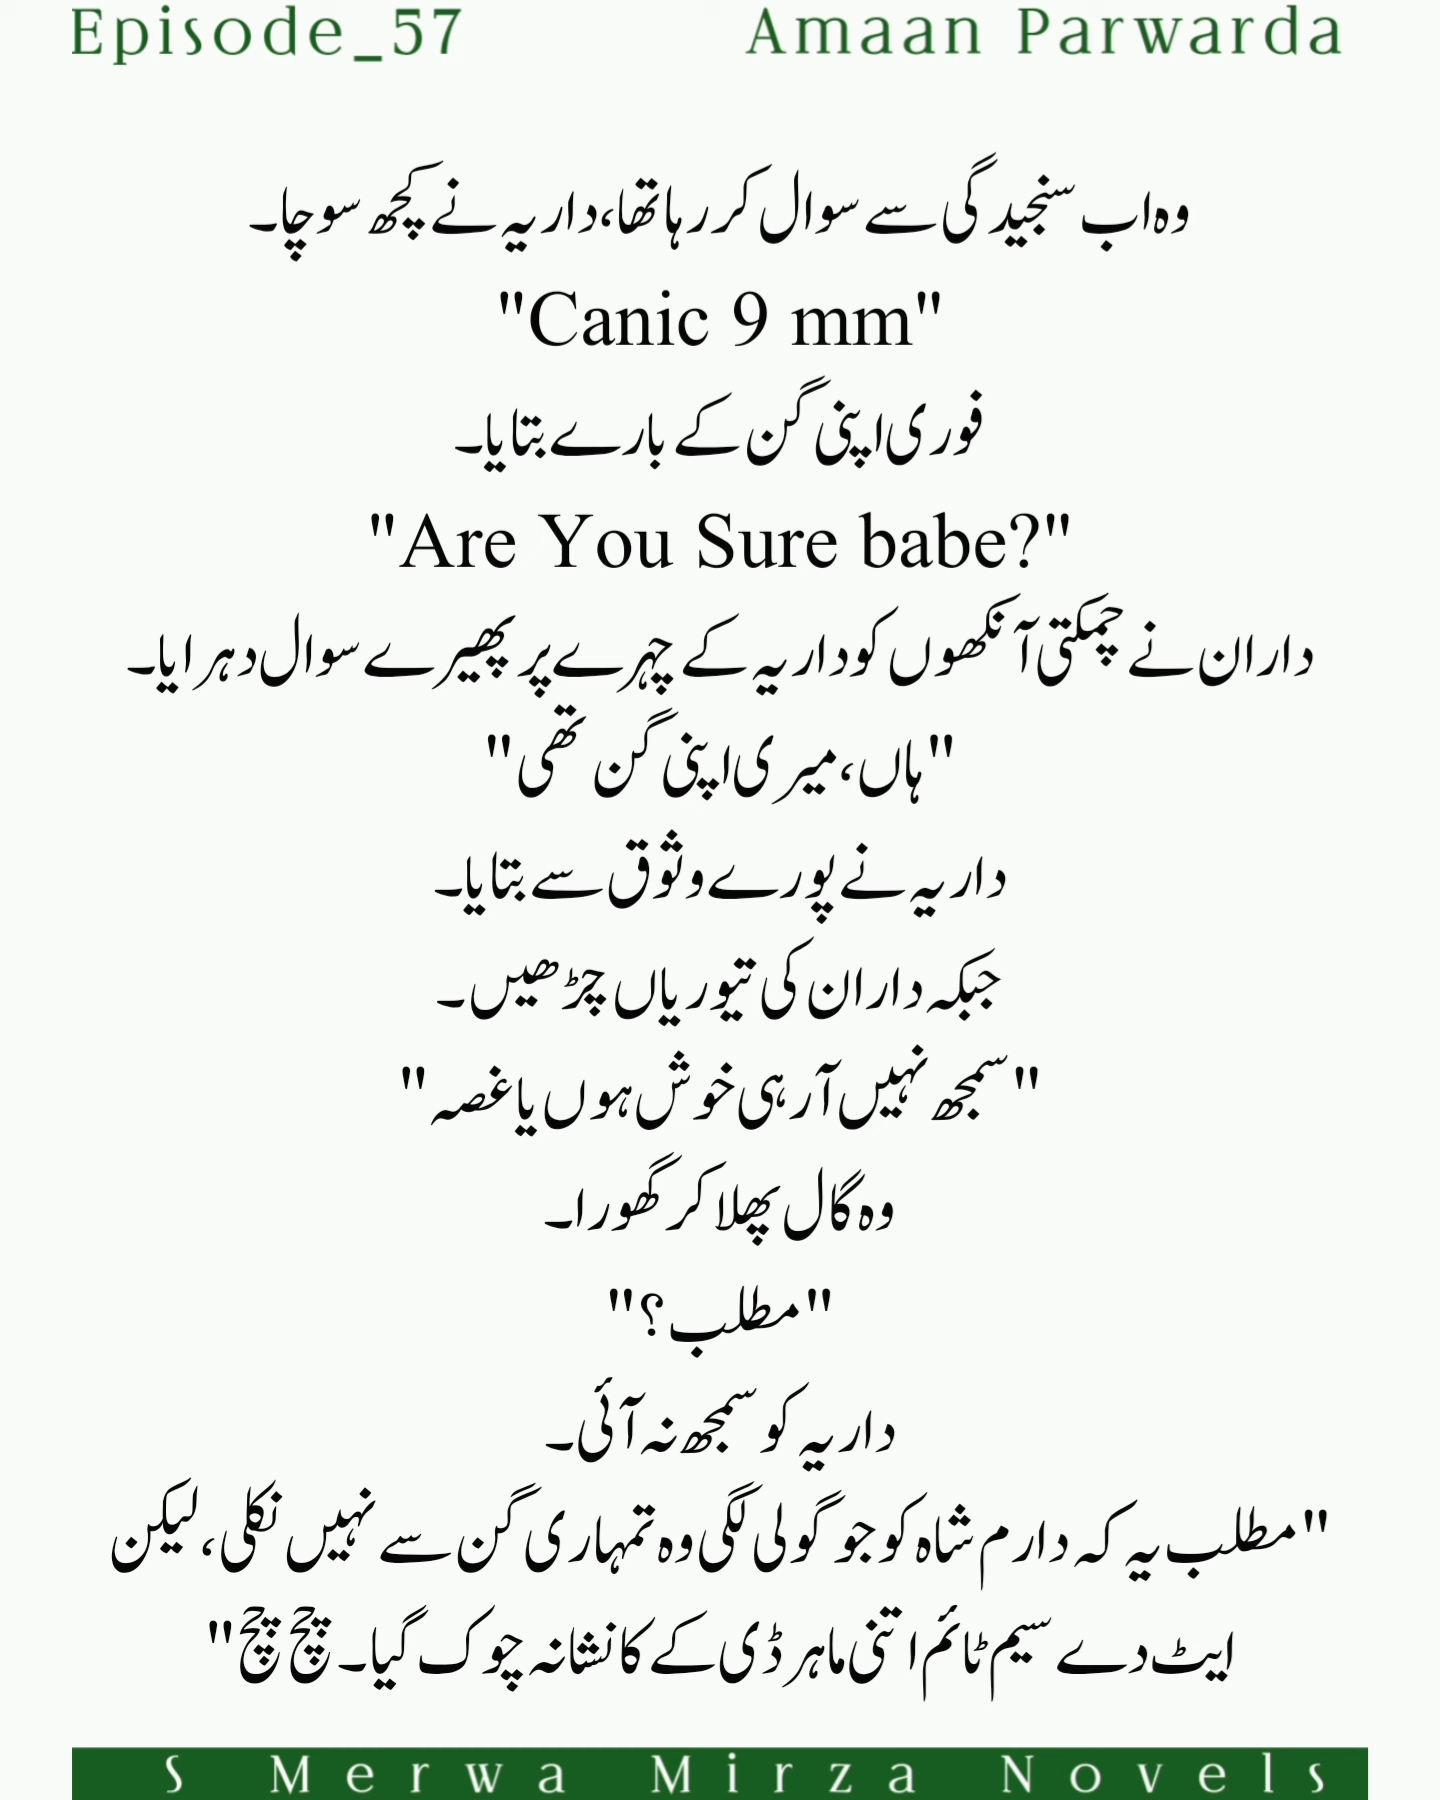 Episode_57 Amaan Parwarda
وہ اب سنجیدگی سے سوال کر رہا تھا، داریہ نے کچھ سوچا۔
"Canic 9 mm"
فوری اپنی گن کے بارے بتایا۔
"Are You Sure babe?"
داران نے چمکتی آنکھوں کو داریہ کے چہرے پر پھیرے سوال دہرایا۔
"ہاں، میری اپنی گن تھی"
داریہ نے پورے وثوق سے بتایا۔
جبکہ داران کی تیوریاں چڑھیں۔
"سمجھ نہیں آرہی خوش ہوں یا غصہ"
وہ گال پھلا کر گھورا۔
"مطلب؟"
داریہ کو سمجھ نہ آئی۔
"مطلب یہ کہ دارم شاہ کو جو گولی لگی وہ تمہاری گن سے نہیں نکلی، لیکن
ایٹ دے سیم ٹائم اتنی ماہر ڈی کے کا نشانہ چوک گیا۔ چچ چچ"
S Merwa Mirza Novels